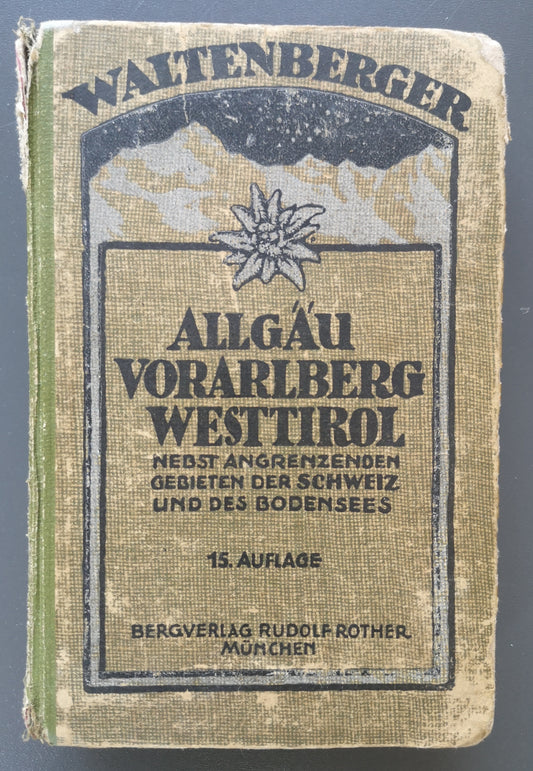 WALTENBERGER
ALLGÄU
VORARLBERG
WESTTIROL
NEBST ANGRENZENDEN
GEBIETEN DER SCHWEIZ
UND DES BODENSEES
15. AUFLAGE
BERGVERLAG RUDOLF ROTHER
MÜNCHEN